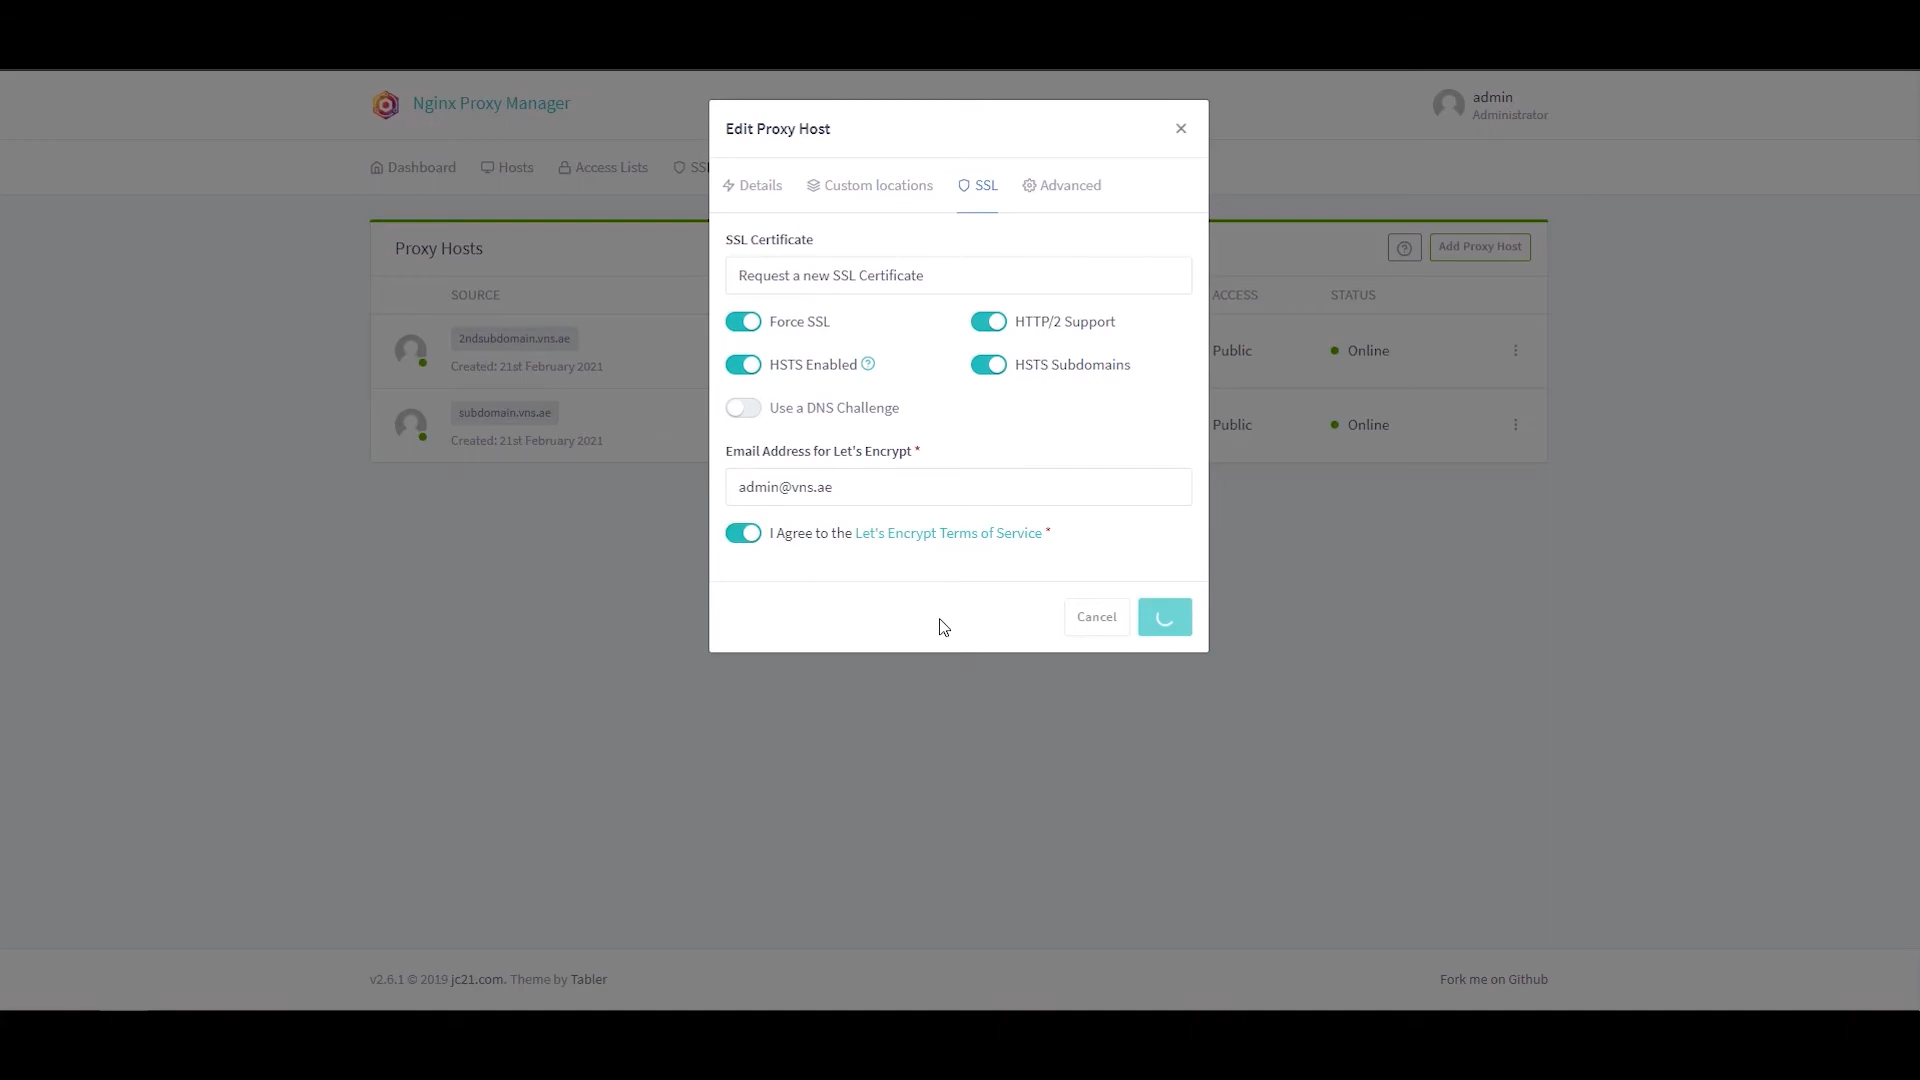 Nginx Proxy Manager
admin
Administrator
Dashboard
Hosts
Access Lists
SSL
Proxy Hosts
Add Proxy Host
SOURCE
ACCESS
STATUS
2ndsubdomain.vns.ae
Created: 21st February 2021
Public
Online
subdomain.vns.ae
Created: 21st February 2021
Public
Online
Edit Proxy Host
Details
Custom locations
SSL
Advanced
SSL Certificate
Request a new SSL Certificate
Force SSL
HTTP/2 Support
HSTS Enabled
HSTS Subdomains
Use a DNS Challenge
Email Address for Let's Encrypt *
admin@vns.ae
I Agree to the Let's Encrypt Terms of Service *
Cancel
v2.6.1 © 2019 jc21.com. Theme by Tabler
Fork me on Github